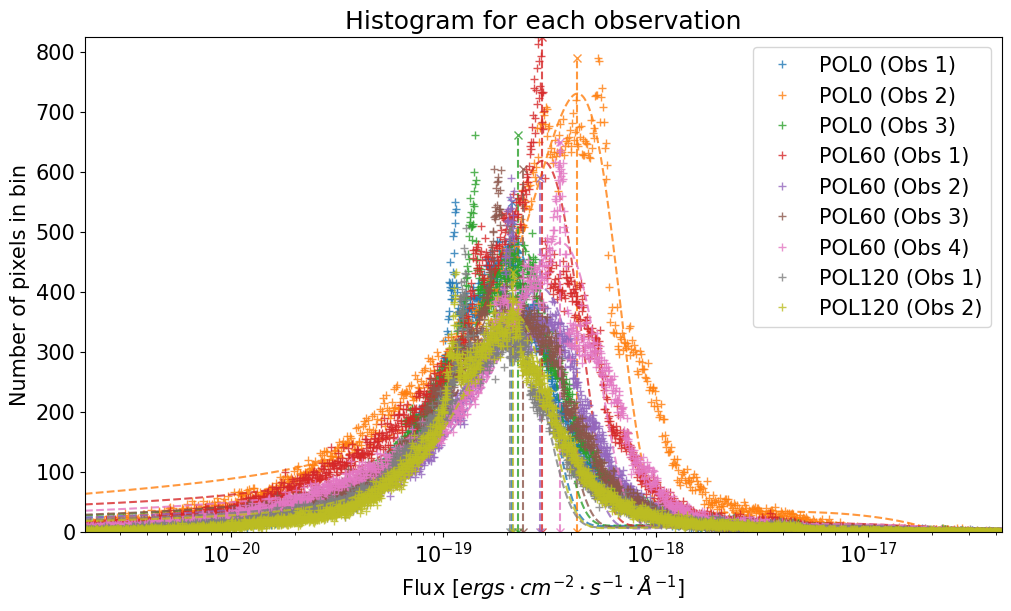 Histogram for each observation
Number of pixels in bin
800
700
600
500
400
300
200
100
0
POL0 (Obs 1)
POL0 (Obs 2)
POL0 (Obs 3)
POL60 (Obs 1)
POL60 (Obs 2)
POL60 (Obs 3)
POL60 (Obs 4)
POL120 (Obs 1)
POL120 (Obs 2)
10⁻²⁰ 10⁻¹⁹ 10⁻¹⁸ 10⁻¹⁷
Flux [ergs · cm⁻² · s⁻¹ · Å⁻¹]